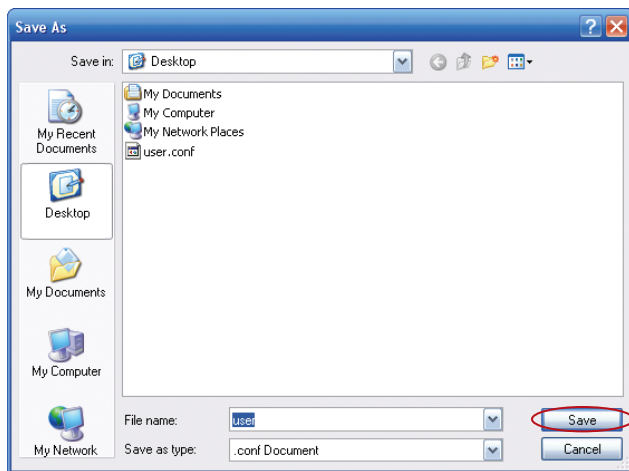 Save As
Save in:
Desktop
My Recent
Documents
Desktop
My Documents
My Computer
My Network
My Documents
My Computer
My Network Places
user.conf
File name:
user
Save
Save as type:
.conf Document
Cancel